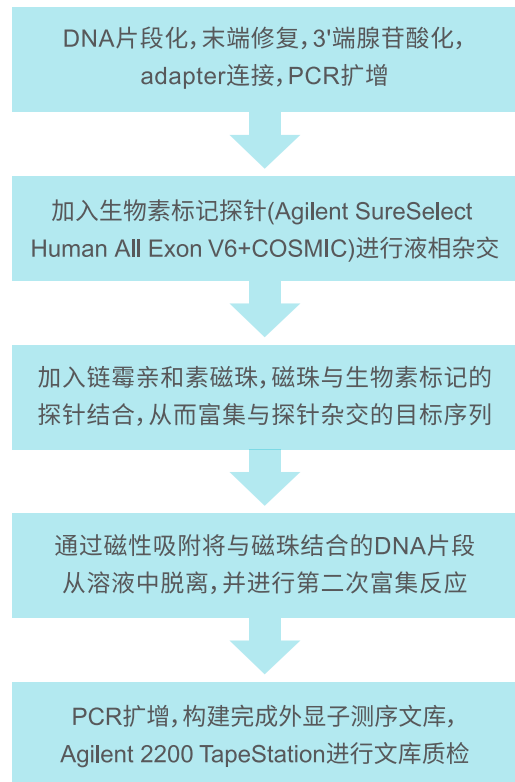 DNA片段化，末端修复，3'端腺苷酸化，
adapter连接，PCR扩增
加入生物素标记探针(Agilent SureSelect
Human All Exon V6+COSMIC)进行液相杂交
加入链霉亲和素磁珠，磁珠与生物素标记的
探针结合，从而富集与探针杂交的目标序列
通过磁性吸附将与磁珠结合的DNA片段
从溶液中脱离，并进行第二次富集反应
PCR扩增，构建完成外显子测序文库，
Agilent 2200 TapeStation进行文库质检